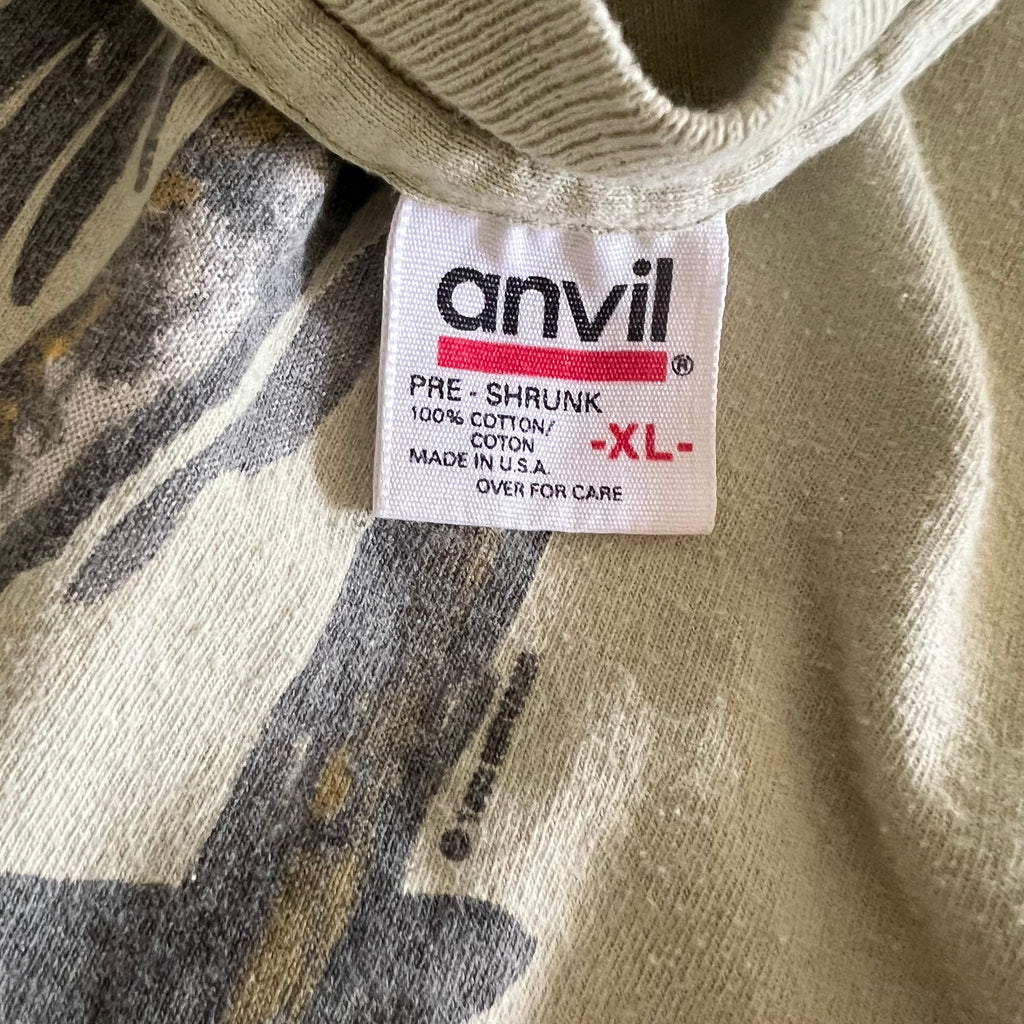 anvil
®
PRE - SHRUNK
100% COTTON/
COTON
-XL-
MADE IN U.S.A.
OVER FOR CARE
©